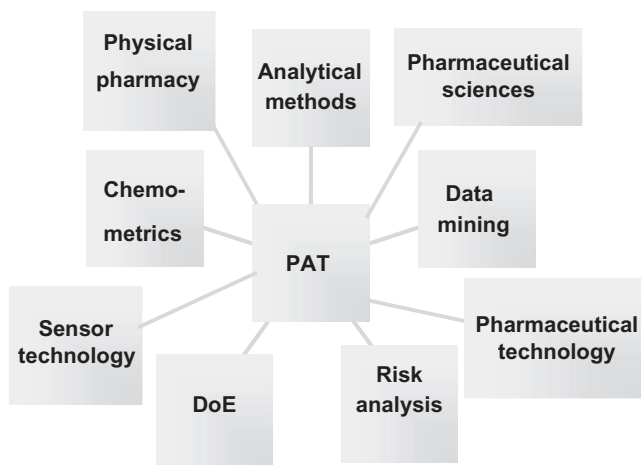 Physical
pharmacy
Analytical
methods
Pharmaceutical
sciences
Chemo-
metrics
Data
mining
PAT
Sensor
technology
Pharmaceutical
technology
DoE
Risk
analysis